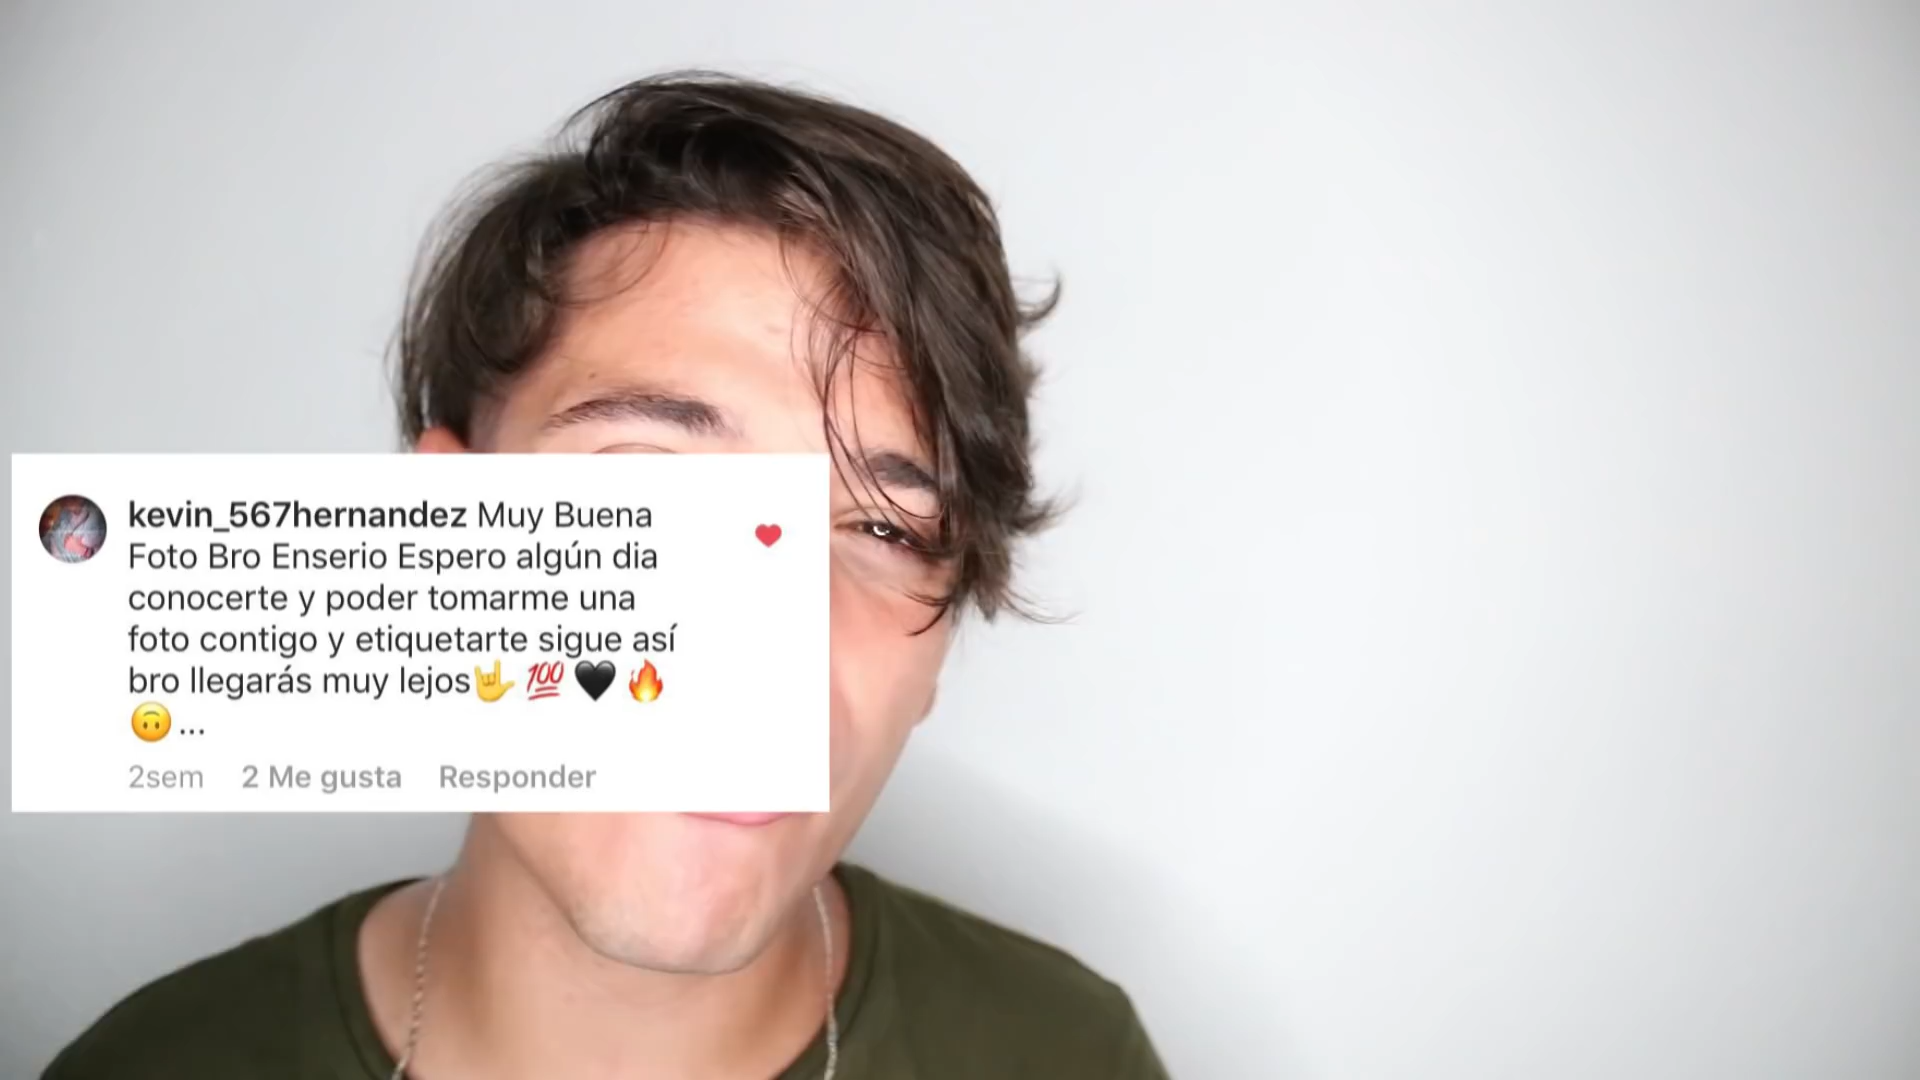 kevin_567hernandez Muy Buena
Foto Bro Enserio Espero algún dia
conocerte y poder tomarme una
foto contigo y etiquetarte sigue así
bro llegarás muy lejos🤟 💯 🖤 🔥
🙃 ...
2sem 2 Me gusta Responder